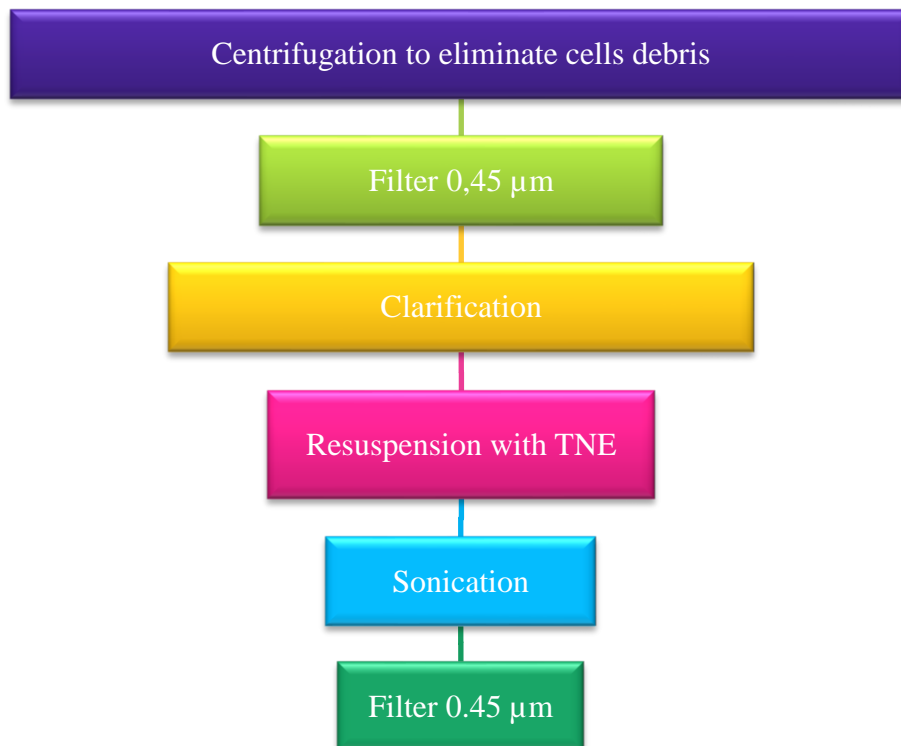 Centrifugation to eliminate cells debris
Filter 0,45 µm
Clarification
Resuspension with TNE
Sonication
Filter 0.45 µm